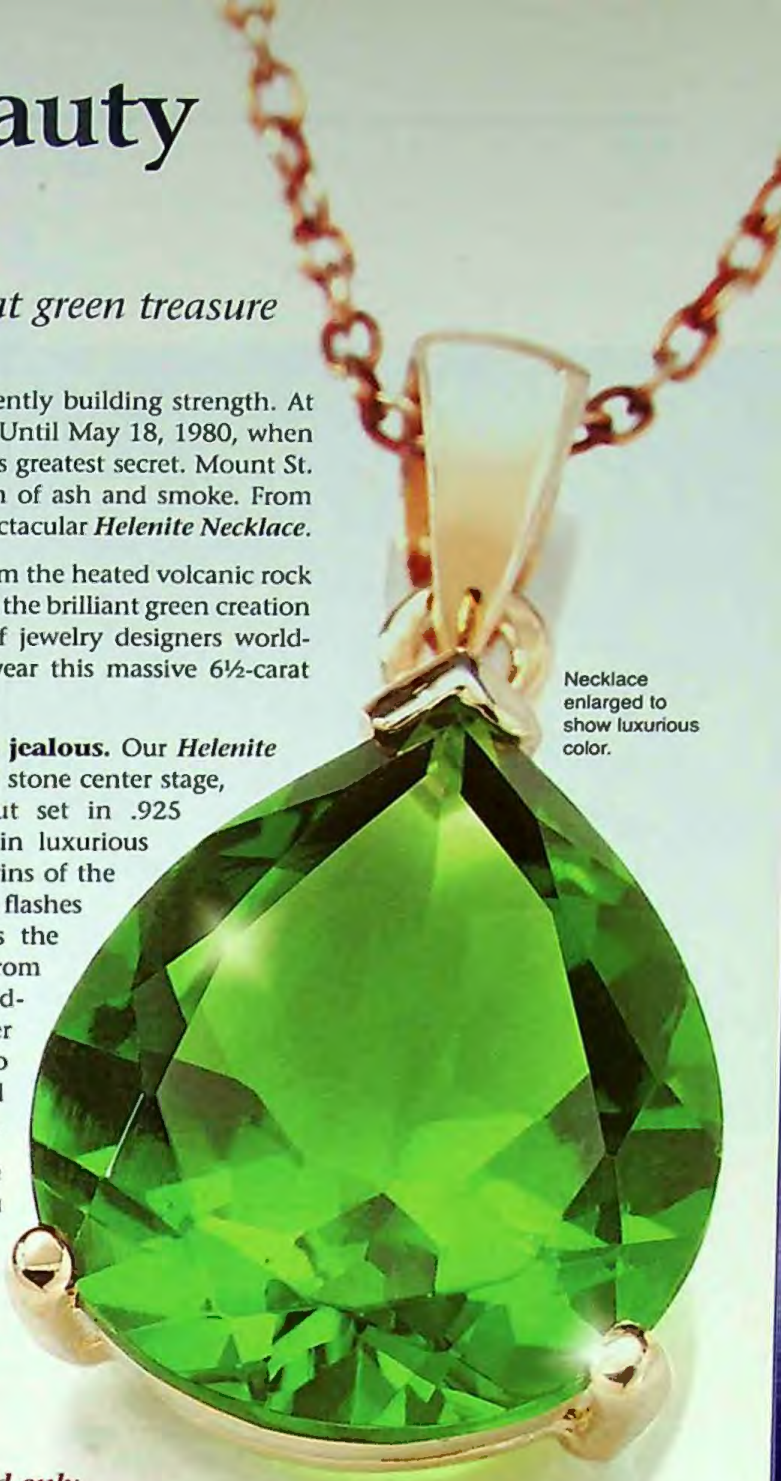 auty
at green treasure
ently building strength. At
Until May 18, 1980, when
s greatest secret. Mount St.
n of ash and smoke. From
ctacular Helenite Necklace.
m the heated volcanic rock
the brilliant green creation
f jewelry designers world-
year this massive 6½-carat
jealous. Our Helenite
stone center stage,
ut set in .925
in luxurious
ins of the
flashes
s the
rom
d-
er
o
d
Necklace
enlarged to
show luxurious
color.
d only